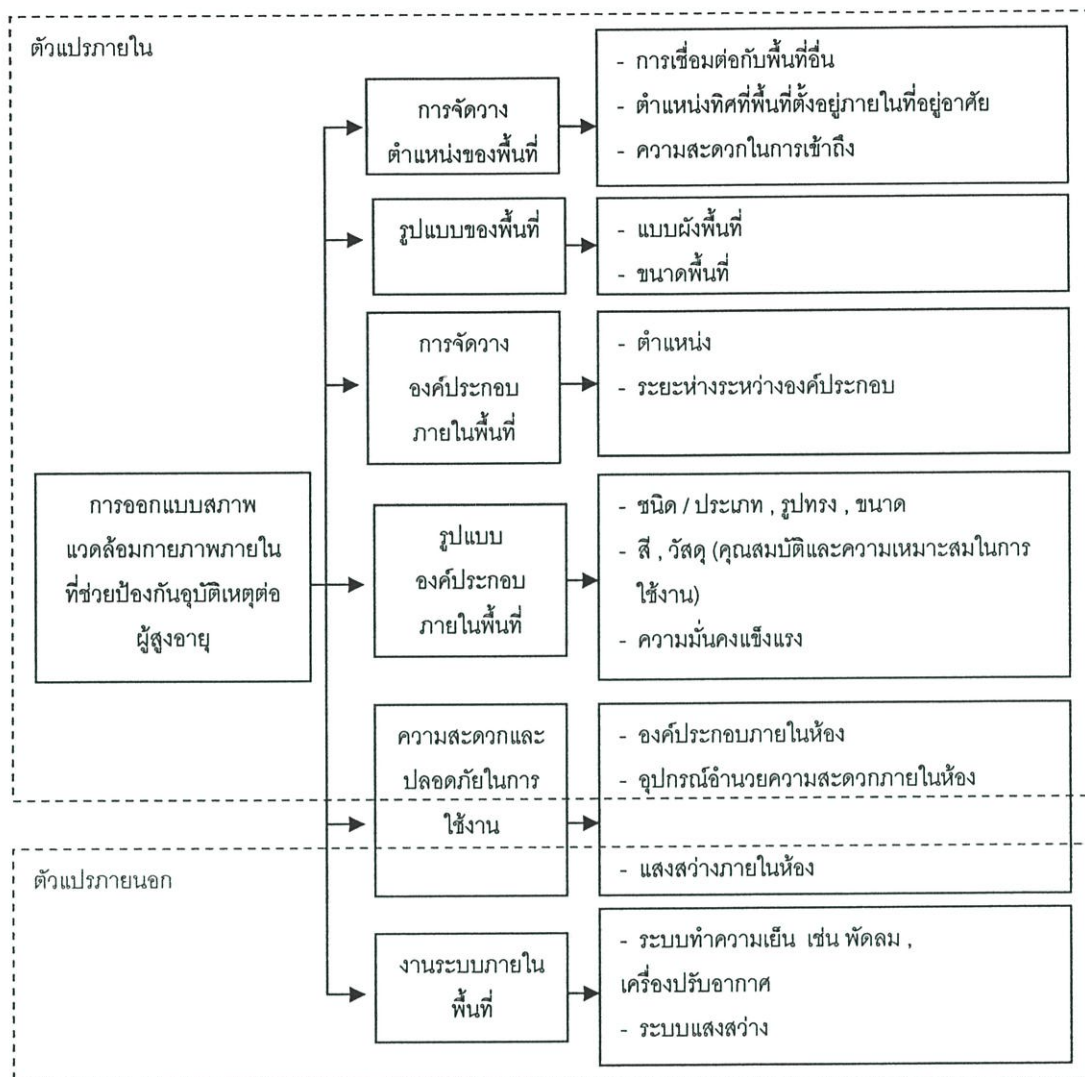 ตัวแปรภายใน
การจัดวาง
ตำแหน่งของพื้นที่
- การเชื่อมต่อกับพื้นที่อื่น
- ตำแหน่งทิศที่พื้นที่ตั้งอยู่ภายในที่อยู่อาศัย
- ความสะดวกในการเข้าถึง
รูปแบบของพื้นที่
- แบบผังพื้นที่
- ขนาดพื้นที่
การจัดวาง
องค์ประกอบ
ภายในพื้นที่
- ตำแหน่ง
- ระยะห่างระหว่างองค์ประกอบ
การออกแบบสภาพ
แวดล้อมกายภาพภายใน
ที่ช่วยป้องกันอุบัติเหตุต่อ
ผู้สูงอายุ
รูปแบบ
องค์ประกอบ
ภายในพื้นที่
- ชนิด / ประเภท , รูปทรง , ขนาด
- สี , วัสดุ (คุณสมบัติและความเหมาะสมในการ
ใช้งาน)
- ความมั่นคงแข็งแรง
ความสะดวกและ
ปลอดภัยในการ
ใช้งาน
- องค์ประกอบภายในห้อง
- อุปกรณ์อำนวยความสะดวกภายในห้อง
- แสงสว่างภายในห้อง
ตัวแปรภายนอก
งานระบบภายใน
พื้นที่
- ระบบทำความเย็น เช่น พัดลม ,
เครื่องปรับอากาศ
- ระบบแสงสว่าง